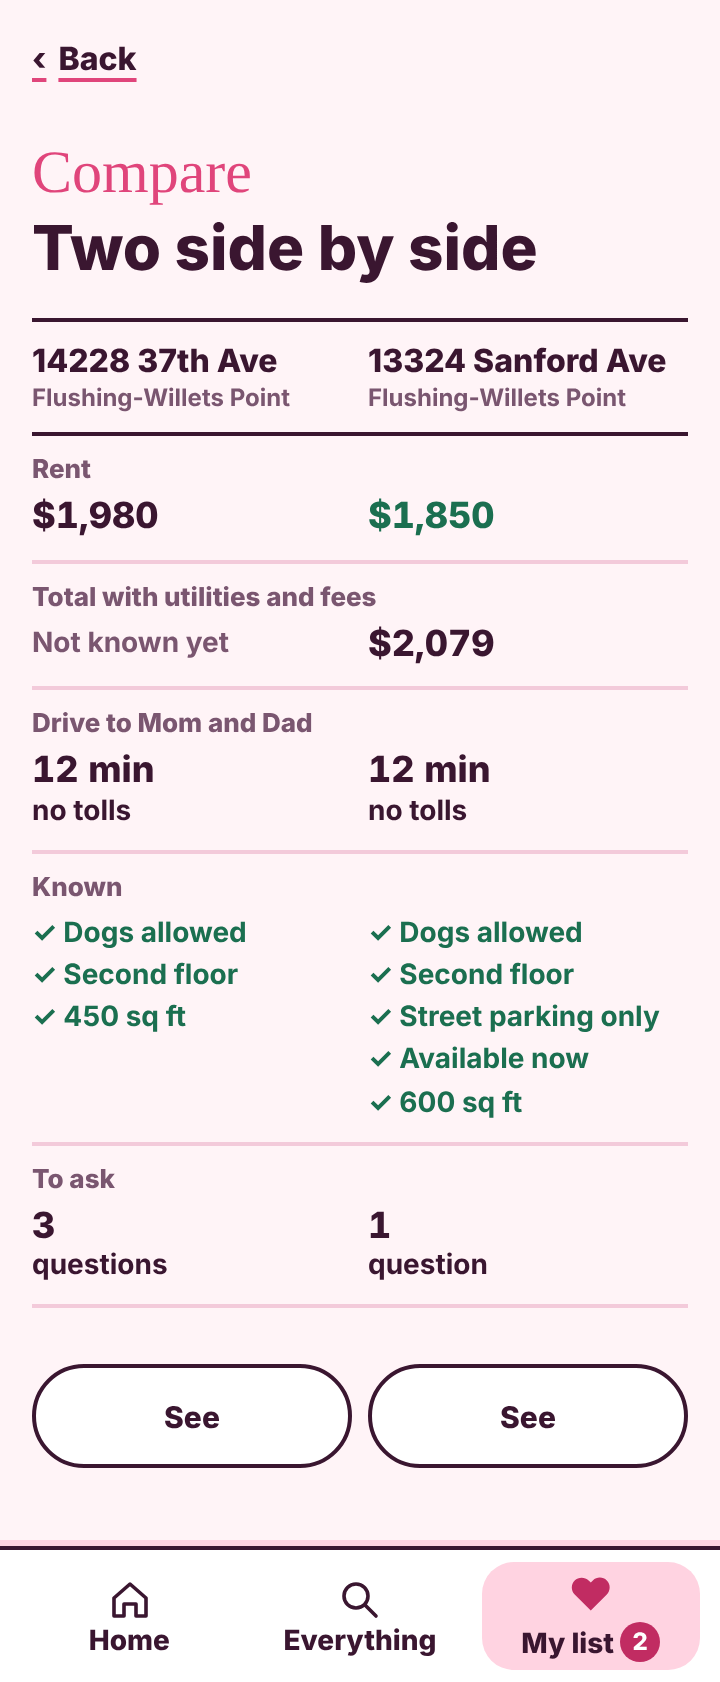 ‹ Back
Compare
Two side by side
14228 37th Ave 13324 Sanford Ave
Flushing-Willets Point Flushing-Willets Point
Rent
$1,980 $1,850
Total with utilities and fees
Not known yet $2,079
Drive to Mom and Dad
12 min 12 min
no tolls no tolls
Known
✓ Dogs allowed ✓ Dogs allowed
✓ Second floor ✓ Second floor
✓ 450 sq ft ✓ Street parking only
✓ Available now
✓ 600 sq ft
To ask
3 1
questions question
See See
Home Everything My list 2